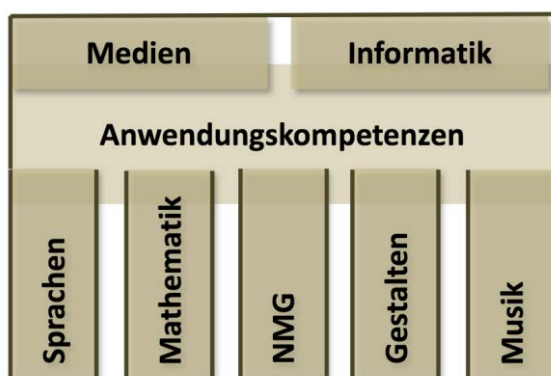 Medien
Informatik
Anwendungskompetenzen
Sprachen
Mathematik
NMG
Gestalten
Musik